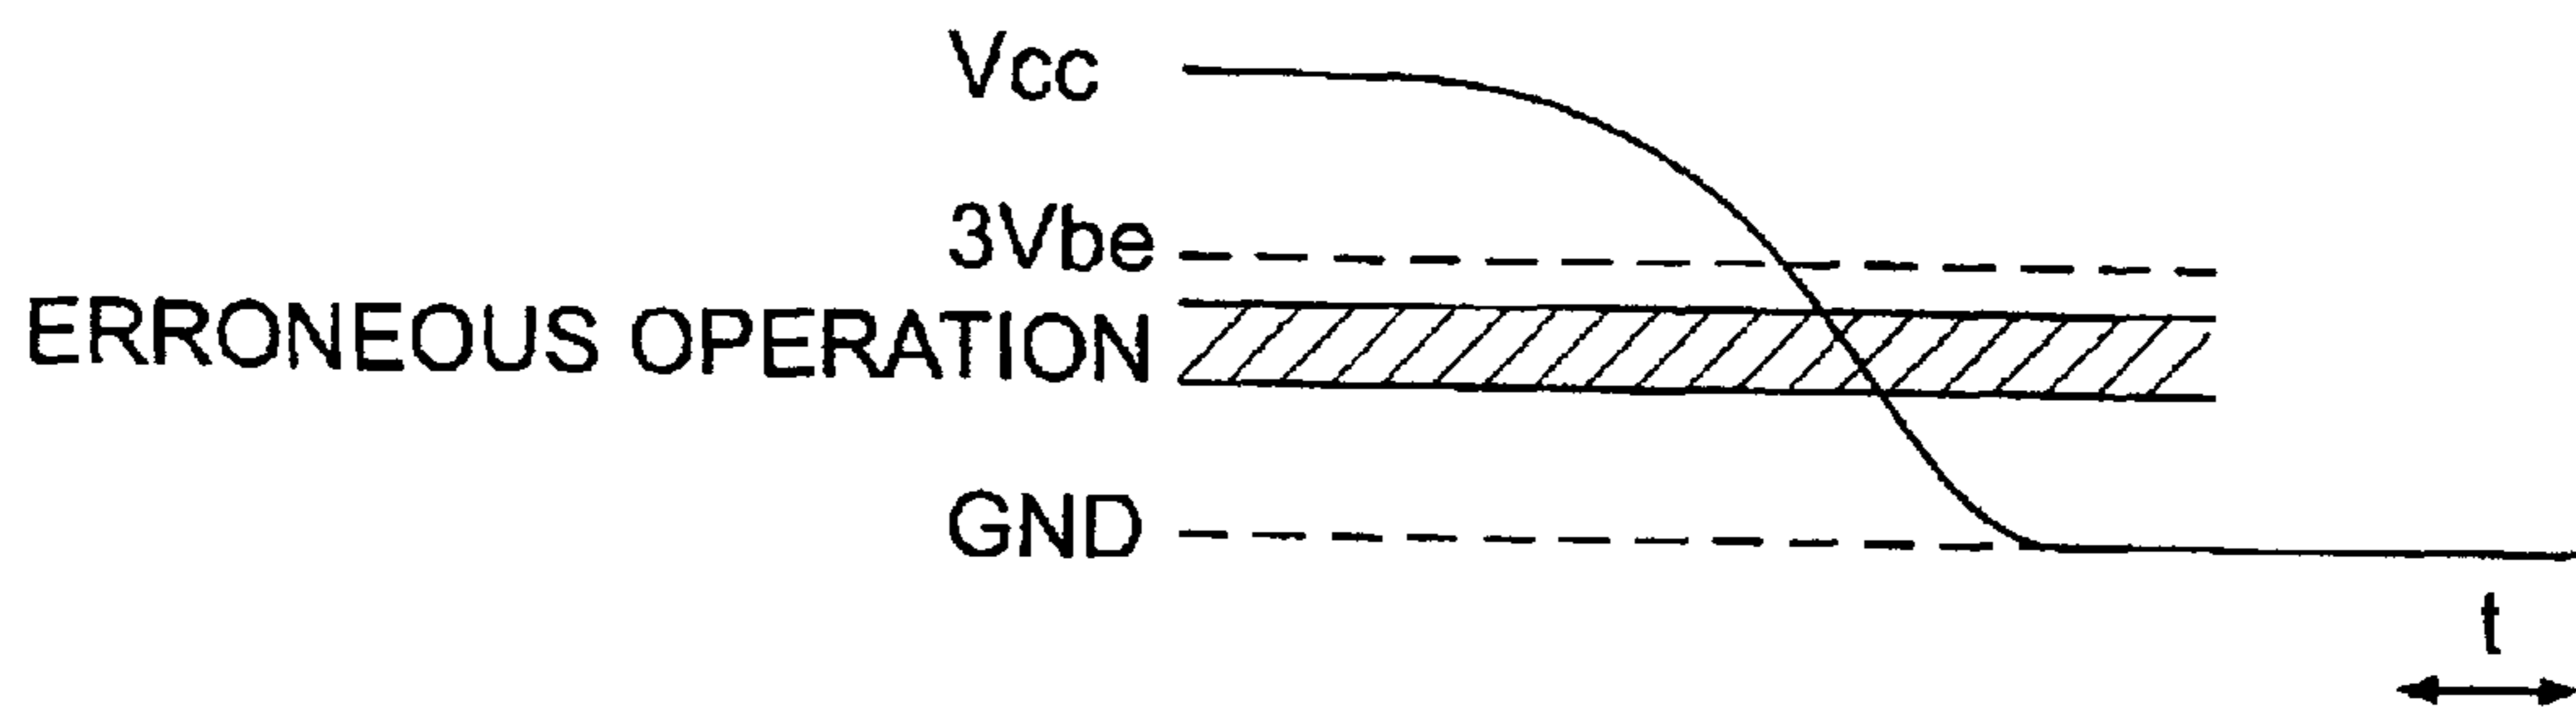 Vcc
3Vbe
ERRONEOUS OPERATION
GND
t